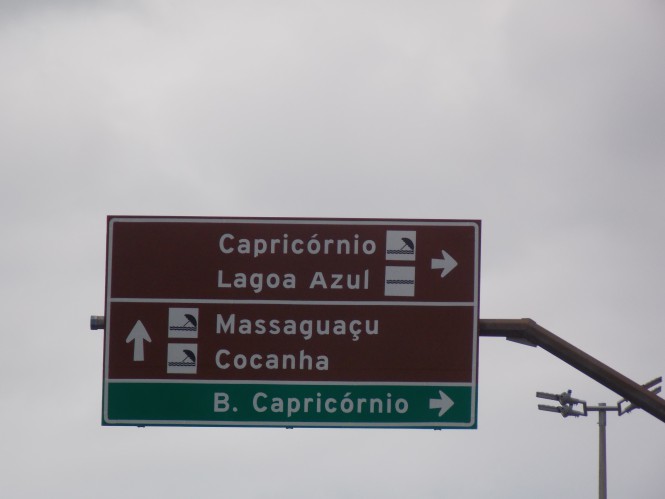 Capricórnio
Lagoa Azul
Massaguaçu
Cocanha
B. Capricórnio